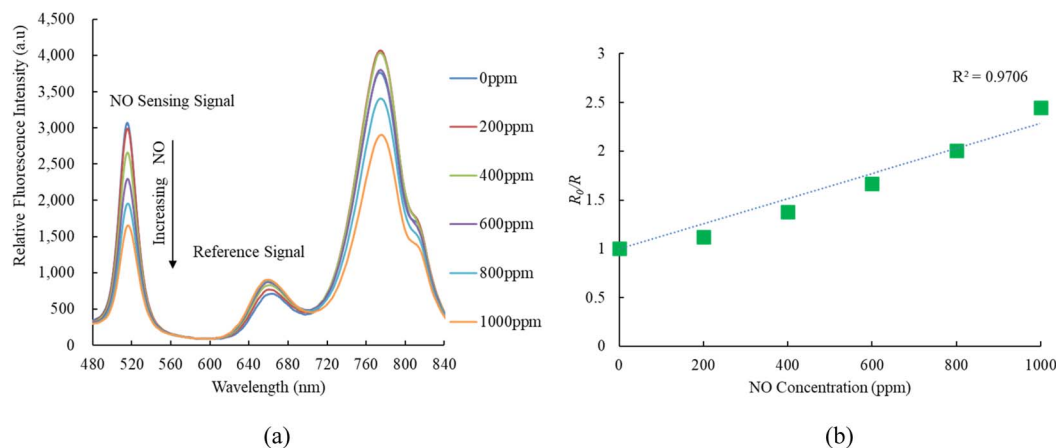 4,500
4,000
3,500
3,000
2,500
2,000
1,500
1,000
500
0
Relative Fluorescence Intensity (a.u)
NO Sensing Signal
Increasing NO
Reference Signal
480 520 560 600 640 680 720 760 800 840
Wavelength (nm)
0ppm
200ppm
400ppm
600ppm
800ppm
1000ppm
(a)
3
2.5
2
1.5
1
0.5
0
R0/R
R² = 0.9706
0 200 400 600 800 1000
NO Concentration (ppm)
(b)